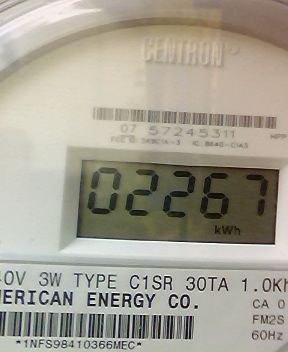 CENTRON
07 57245311
02267
kWh
40V 3W TYPE C1SR 30TA 1.0Kh
MERICAN ENERGY CO.
CA 0
FM2S
60Hz
*1NFS98410366MEC*